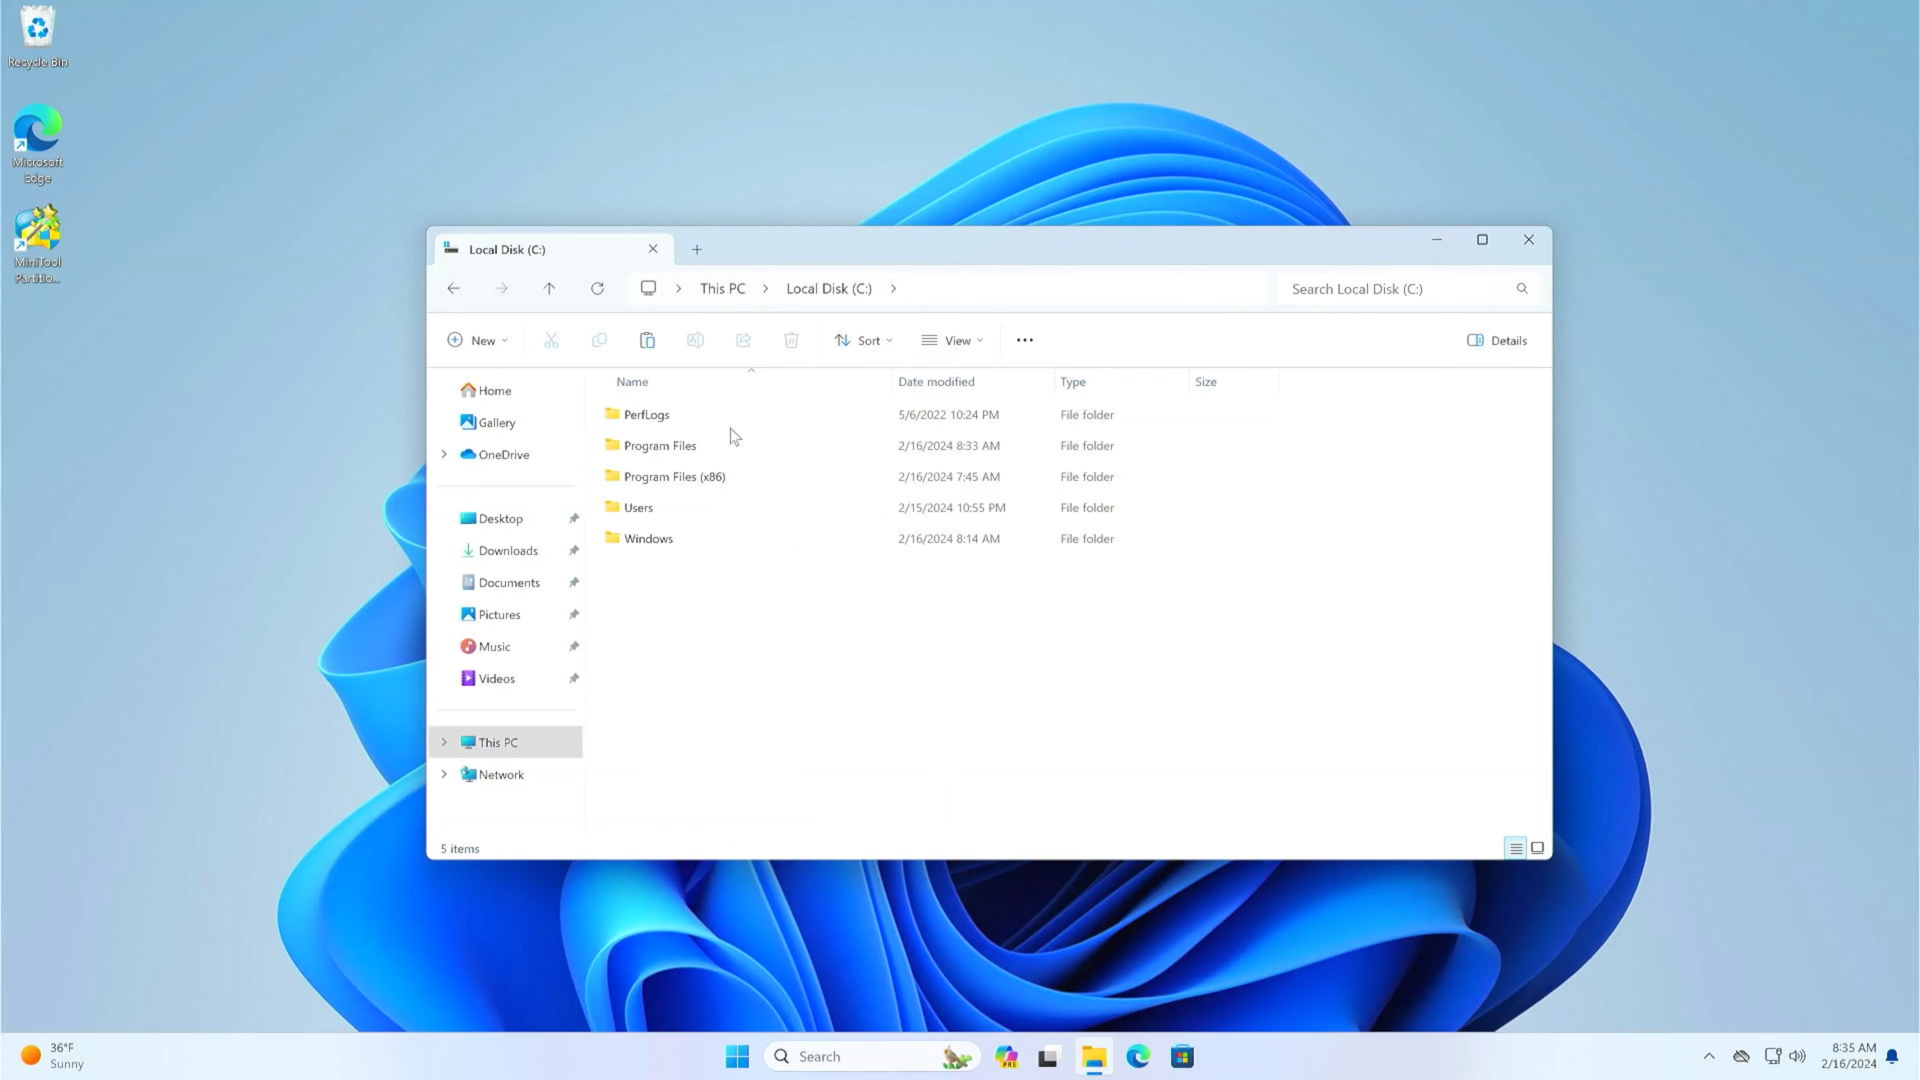 Recycle Bin
Microsoft
Edge
MiniTool
Partitio...
Local Disk (C:)
This PC
Local Disk (C:)
Search Local Disk (C:)
New
Sort
View
Details
Home
Gallery
OneDrive
Desktop
Downloads
Documents
Pictures
Music
Videos
This PC
Network
Name Date modified Type Size
PerfLogs 5/6/2022 10:24 PM File folder
Program Files 2/16/2024 8:33 AM File folder
Program Files (x86) 2/16/2024 7:45 AM File folder
Users 2/15/2024 10:55 PM File folder
Windows 2/16/2024 8:14 AM File folder
5 items
36°F
Sunny
Search
PRE
8:35 AM
2/16/2024